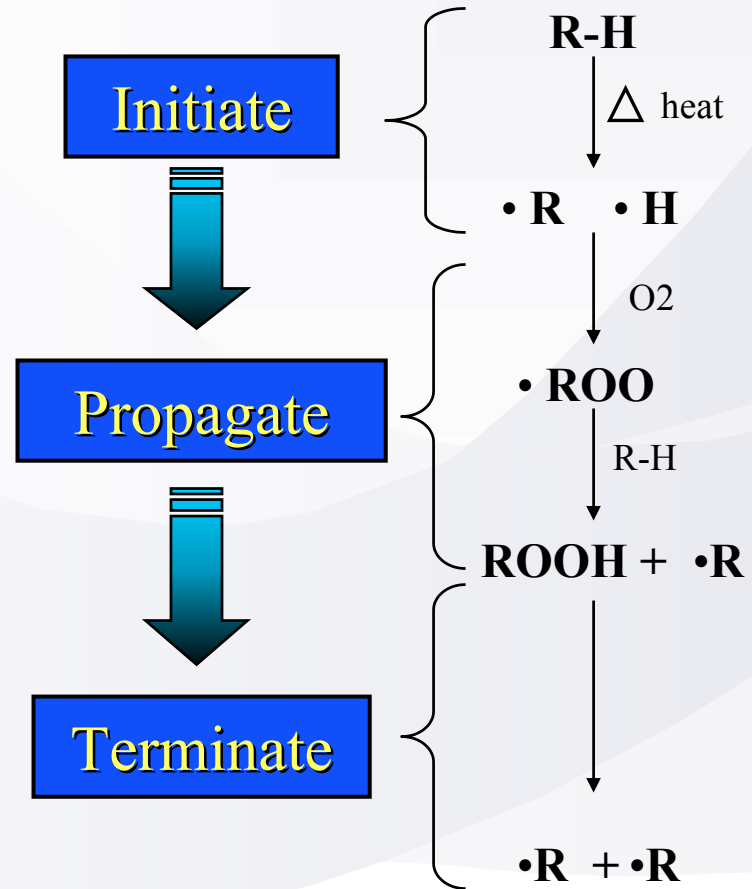 R-H
Initiate
△ heat
• R • H
O2
• ROO
Propagate
R-H
ROOH + •R
Terminate
•R + •R